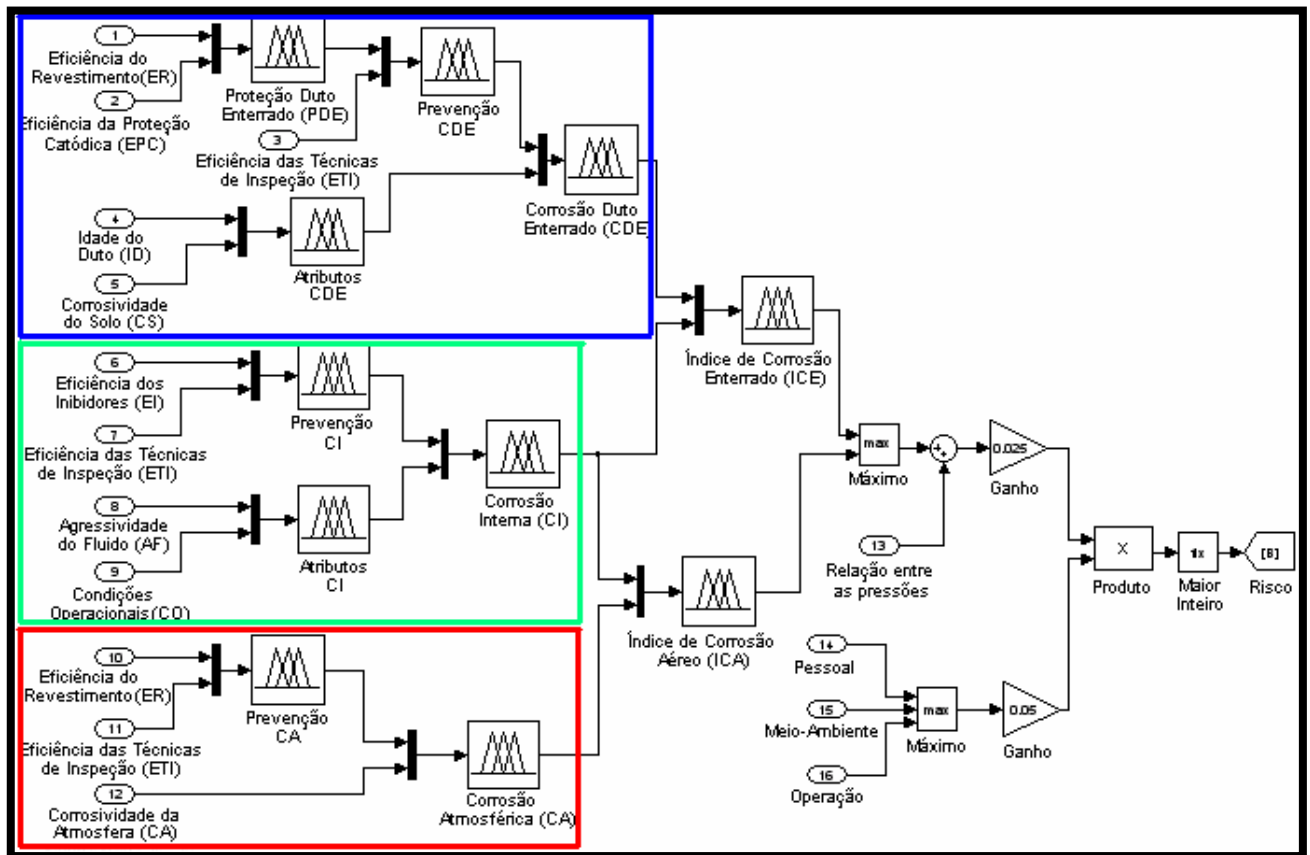 1
Eficiência do
Revestimento(ER)
2
Eficiência da Proteção
Catódica (EPC)
Proteção Duto
Enterrado (PDE)
3
Eficiência das Técnicas
de Inspeção (ETI)
Prevenção
CDE
4
Idade do
Duto (ID)
5
Corrosividade
do Solo (CS)
Atributos
CDE
Corrosão Duto
Enterrado (CDE)
6
Eficiência dos
Inibidores (EI)
7
Eficiência das Técnicas
de Inspeção (ETI)
Prevenção
CI
8
Agressividade
do Fluido (AF)
9
Condições
Operacionais (CO)
Atributos
CI
Corrosão
Interna (CI)
10
Eficiência do
Revestimento(ER)
11
Eficiência das Técnicas
de Inspeção (ETI)
Prevenção
CA
12
Corrosividade da
Atmosfera (CA)
Corrosão
Atmosférica (CA)
Índice de Corrosão
Enterrado (ICE)
Índice de Corrosão
Aéreo (ICA)
max
Máximo
13
Relação entre
as pressões
0.025
Ganho
14
Pessoal
15
Meio-Ambiente
16
Operação
max
Máximo
0.05
Ganho
X
Produto
Maior
Inteiro
[B]
Risco